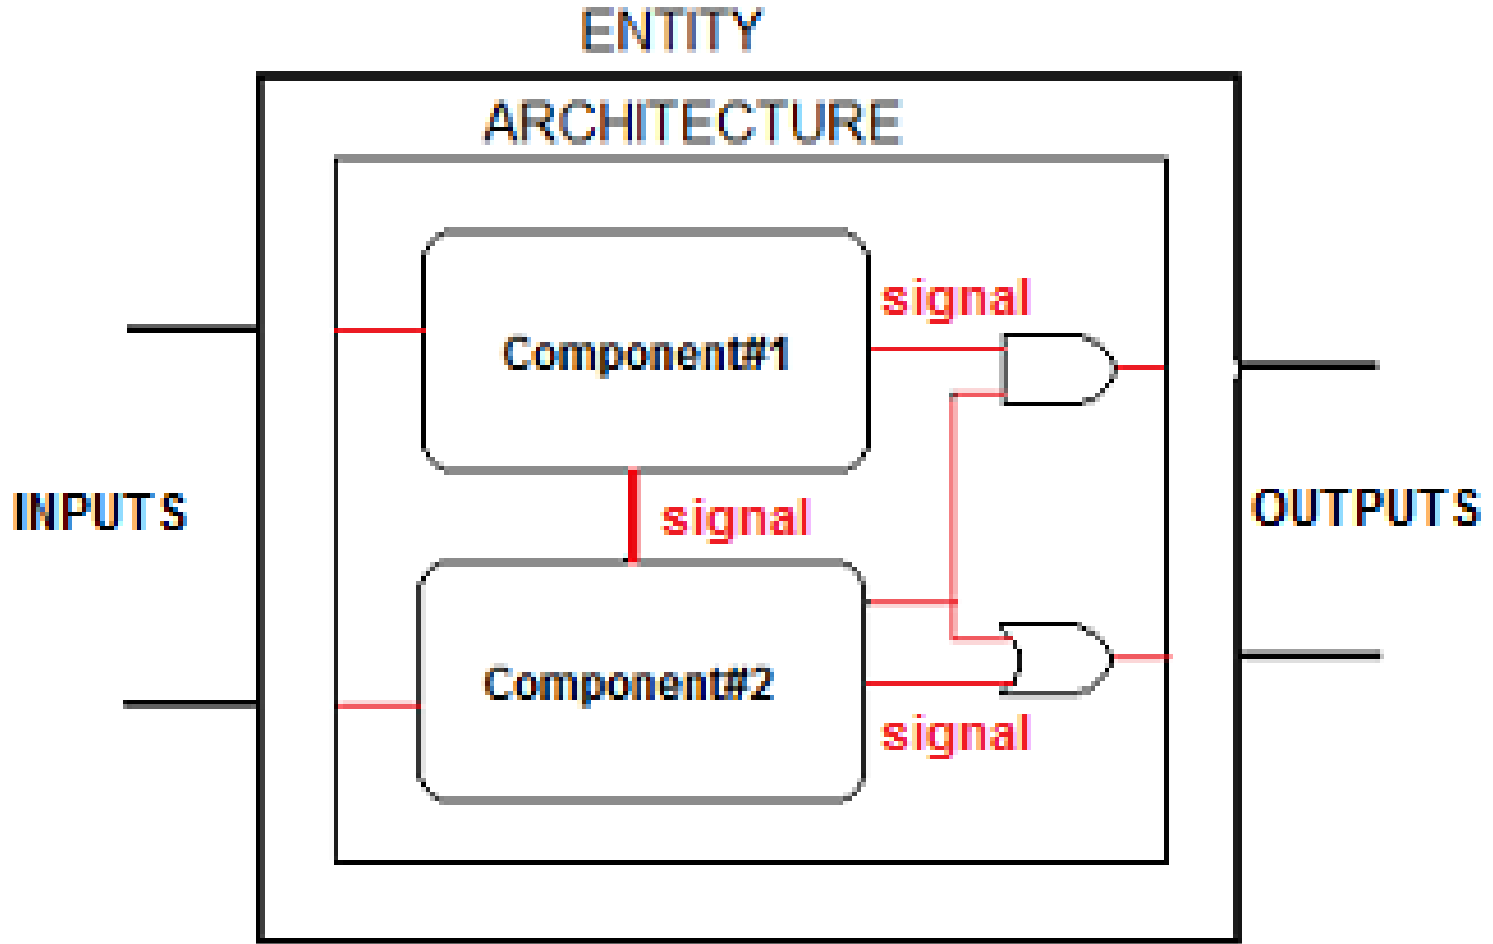 ENTITY
ARCHITECTURE
signal
Component#1
INPUTS
signal
OUTPUTS
Component#2
signal